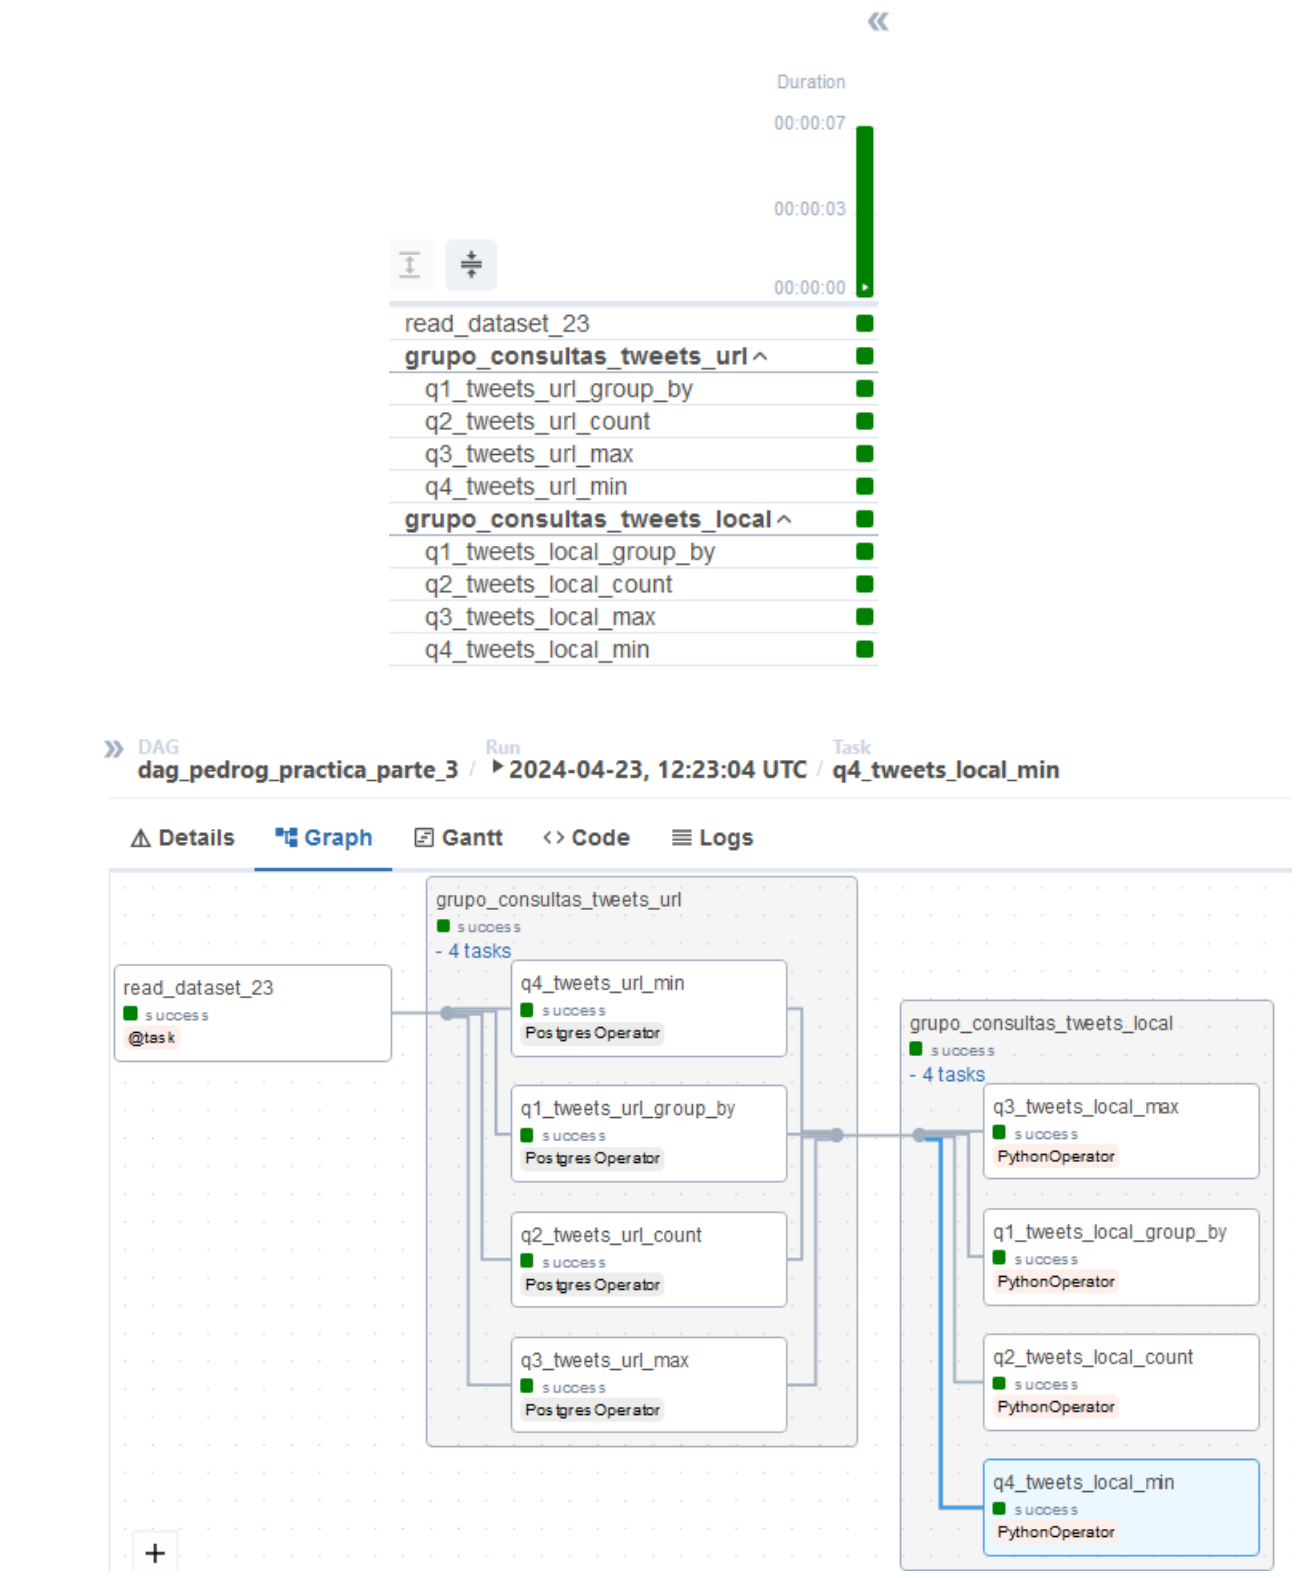 Duration
00:00:07
00:00:03
00:00:00
read_dataset_23
grupo_consultas_tweets_url
q1_tweets_url_group_by
q2_tweets_url_count
q3_tweets_url_max
q4_tweets_url_min
grupo_consultas_tweets_local
q1_tweets_local_group_by
q2_tweets_local_count
q3_tweets_local_max
q4_tweets_local_min
DAG Run Task
dag_pedrog_practica_parte_3 / 2024-04-23, 12:23:04 UTC / q4_tweets_local_min
Details Graph Gantt <> Code Logs
grupo_consultas_tweets_url
success
- 4 tasks
read_dataset_23
success
@task
q4_tweets_url_min
success
PostgresOperator
q1_tweets_url_group_by
success
PostgresOperator
q2_tweets_url_count
success
PostgresOperator
q3_tweets_url_max
success
PostgresOperator
grupo_consultas_tweets_local
success
- 4 tasks
q3_tweets_local_max
success
PythonOperator
q1_tweets_local_group_by
success
PythonOperator
q2_tweets_local_count
success
PythonOperator
q4_tweets_local_min
success
PythonOperator
+